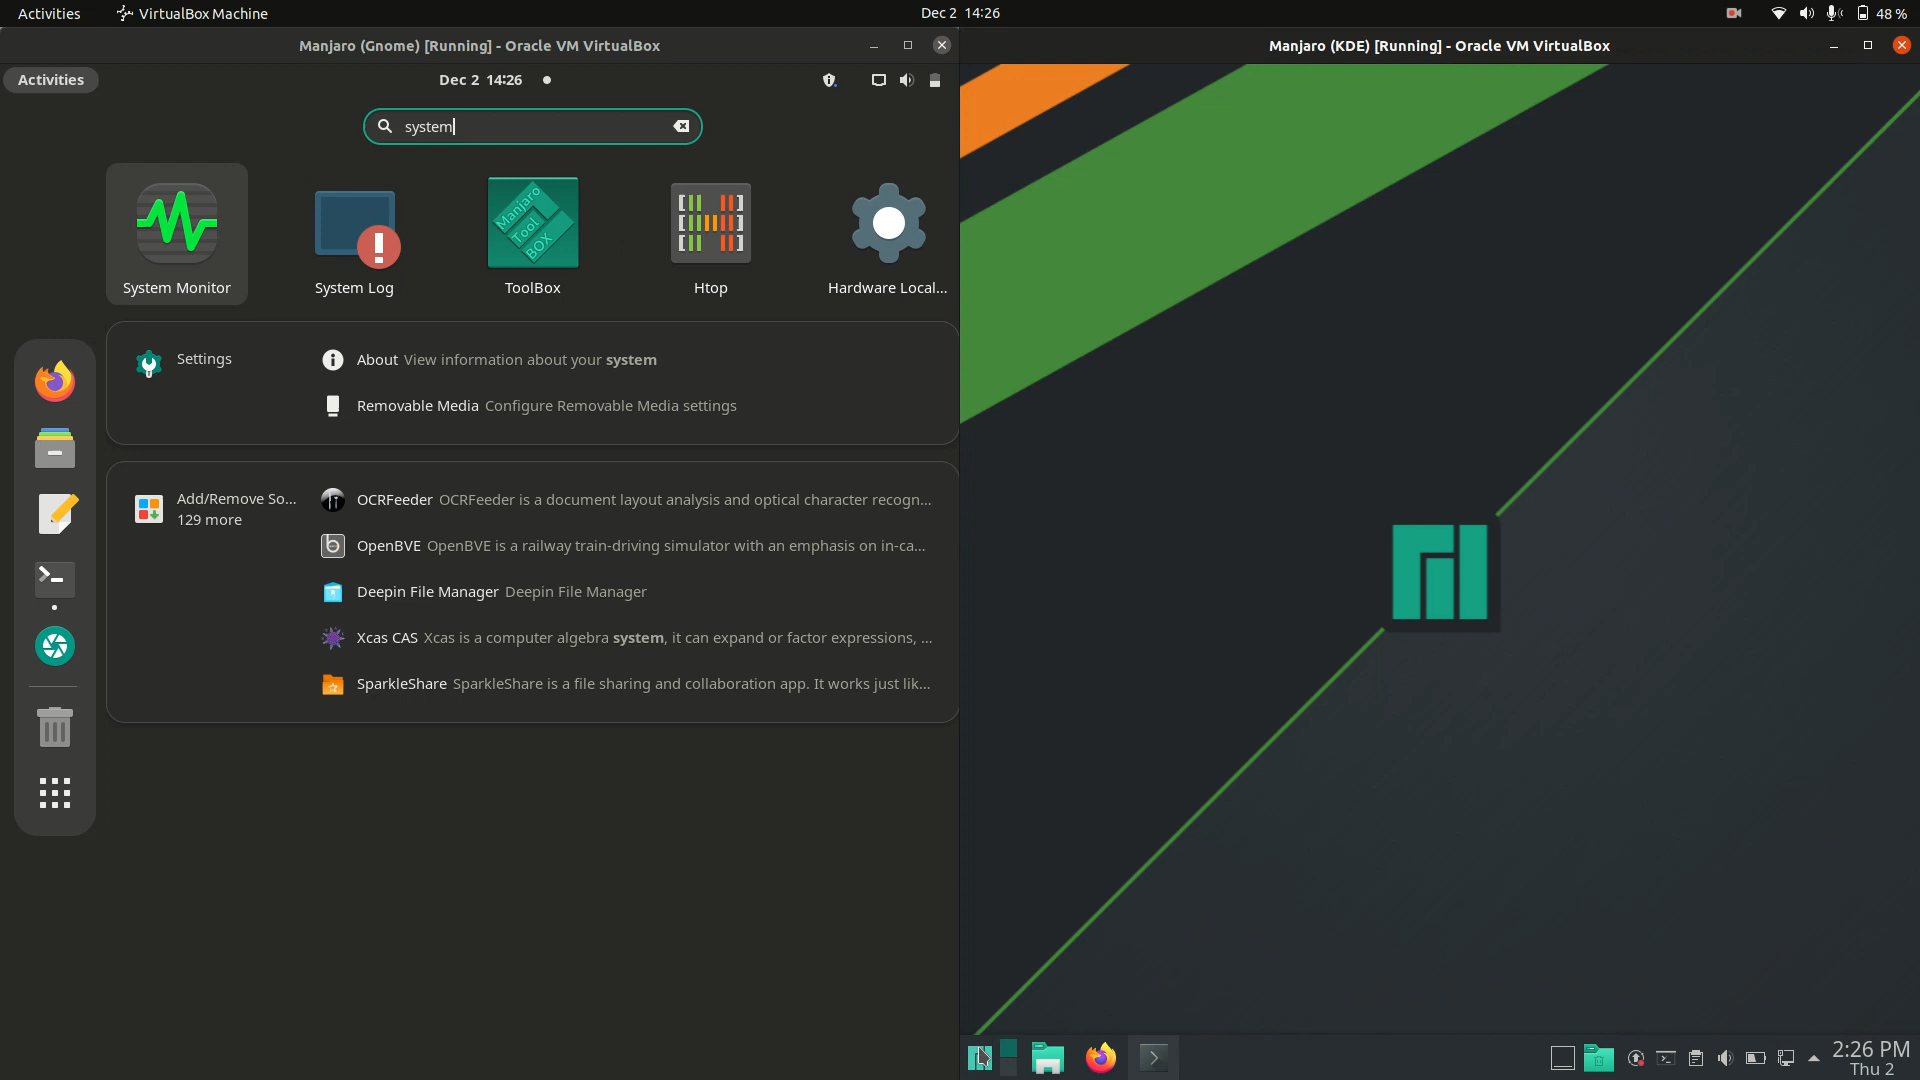 Activities
VirtualBox Machine
Dec 2 14:26
48 %
Manjaro (Gnome) [Running] - Oracle VM VirtualBox
Activities
Dec 2 14:26
system
System Monitor
System Log
Manjaro
Tool
BOX
ToolBox
Htop
Hardware Local...
Settings
About View information about your system
Removable Media Configure Removable Media settings
Add/Remove So...
129 more
OCRFeeder OCRFeeder is a document layout analysis and optical character recogn...
OpenBVE OpenBVE is a railway train-driving simulator with an emphasis on in-ca...
Deepin File Manager Deepin File Manager
Xcas CAS Xcas is a computer algebra system, it can expand or factor expressions, ...
SparkleShare SparkleShare is a file sharing and collaboration app. It works just lik...
Manjaro (KDE) [Running] - Oracle VM VirtualBox
2:26 PM
Thu 2